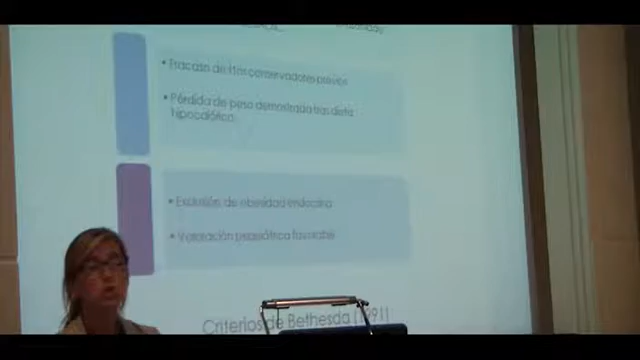 • Fracaso de ttos conservadores previos
• Pérdida de peso demostrada tras dieta
hipocalórica
• Exclusión de obesidad endocrina
• Valoración psiquiátrica favorable
Criterios de Bethesda (1991)